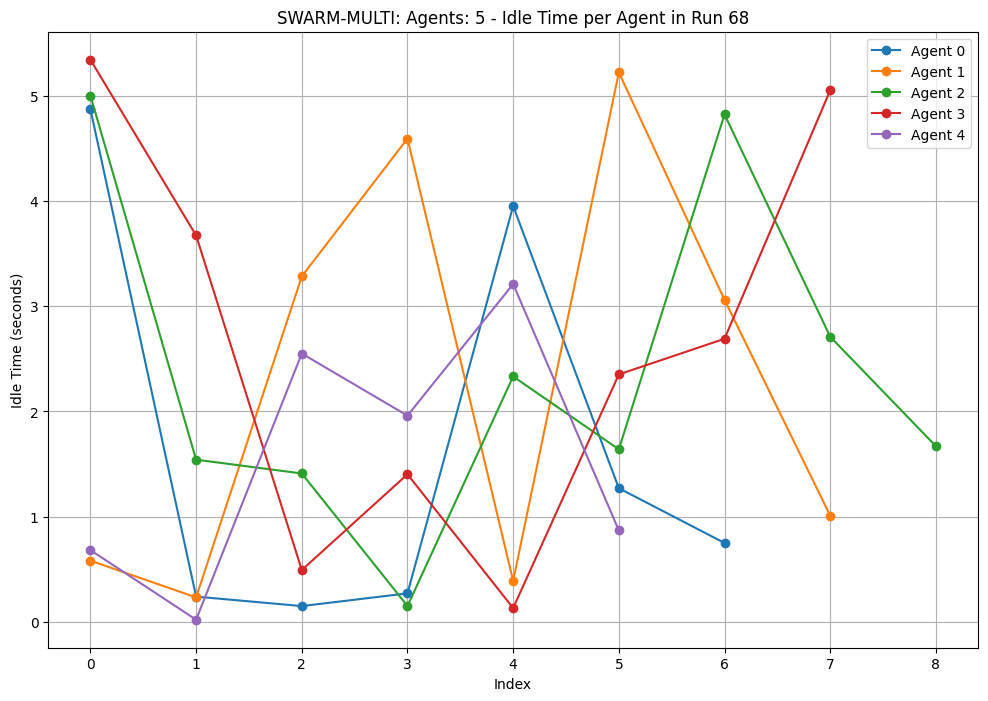 SWARM-MULTI: Agents: 5 - Idle Time per Agent in Run 68
Agent 0
Agent 1
Agent 2
Agent 3
Agent 4
Idle Time (seconds)
5
4
3
2
1
0
0 1 2 3 4 5 6 7 8
Index